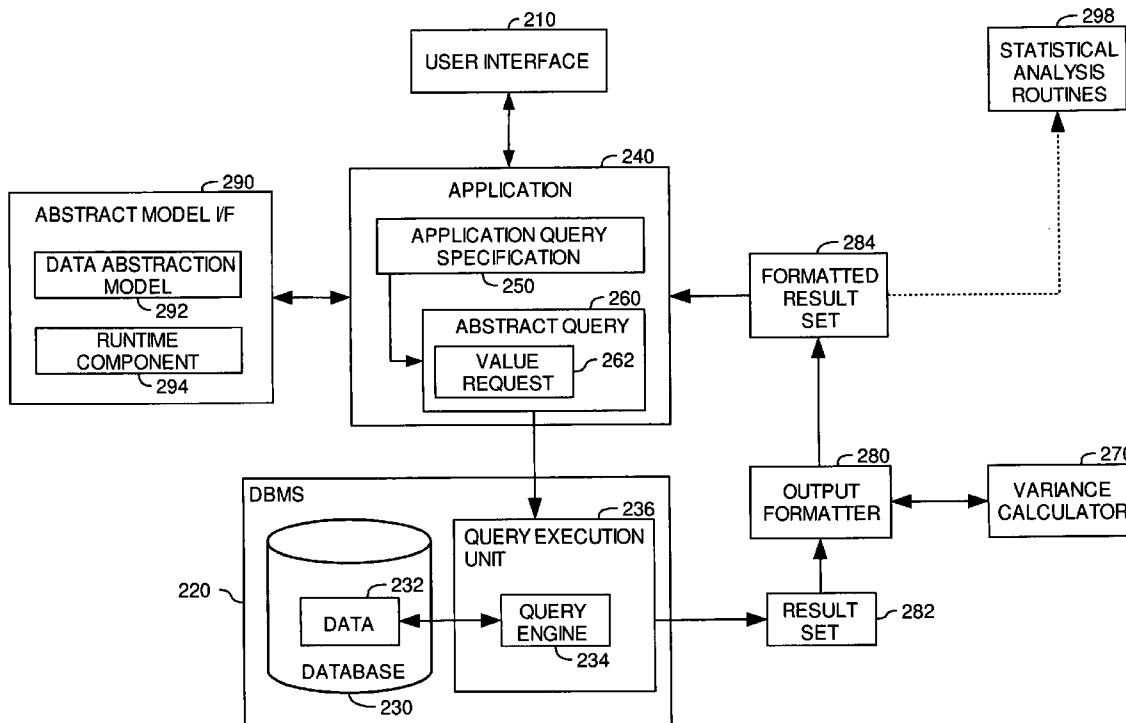 210
USER INTERFACE
298
STATISTICAL
ANALYSIS
ROUTINES
240
APPLICATION
290
ABSTRACT MODEL I/F
DATA ABSTRACTION
MODEL
292
RUNTIME
COMPONENT
294
APPLICATION QUERY
SPECIFICATION
250
260
ABSTRACT QUERY
VALUE
REQUEST
262
284
FORMATTED
RESULT
SET
280
OUTPUT
FORMATTER
270
VARIANCE
CALCULATOR
DBMS
220
236
QUERY EXECUTION
UNIT
232
DATA
DATABASE
230
QUERY
ENGINE
234
RESULT
SET
282